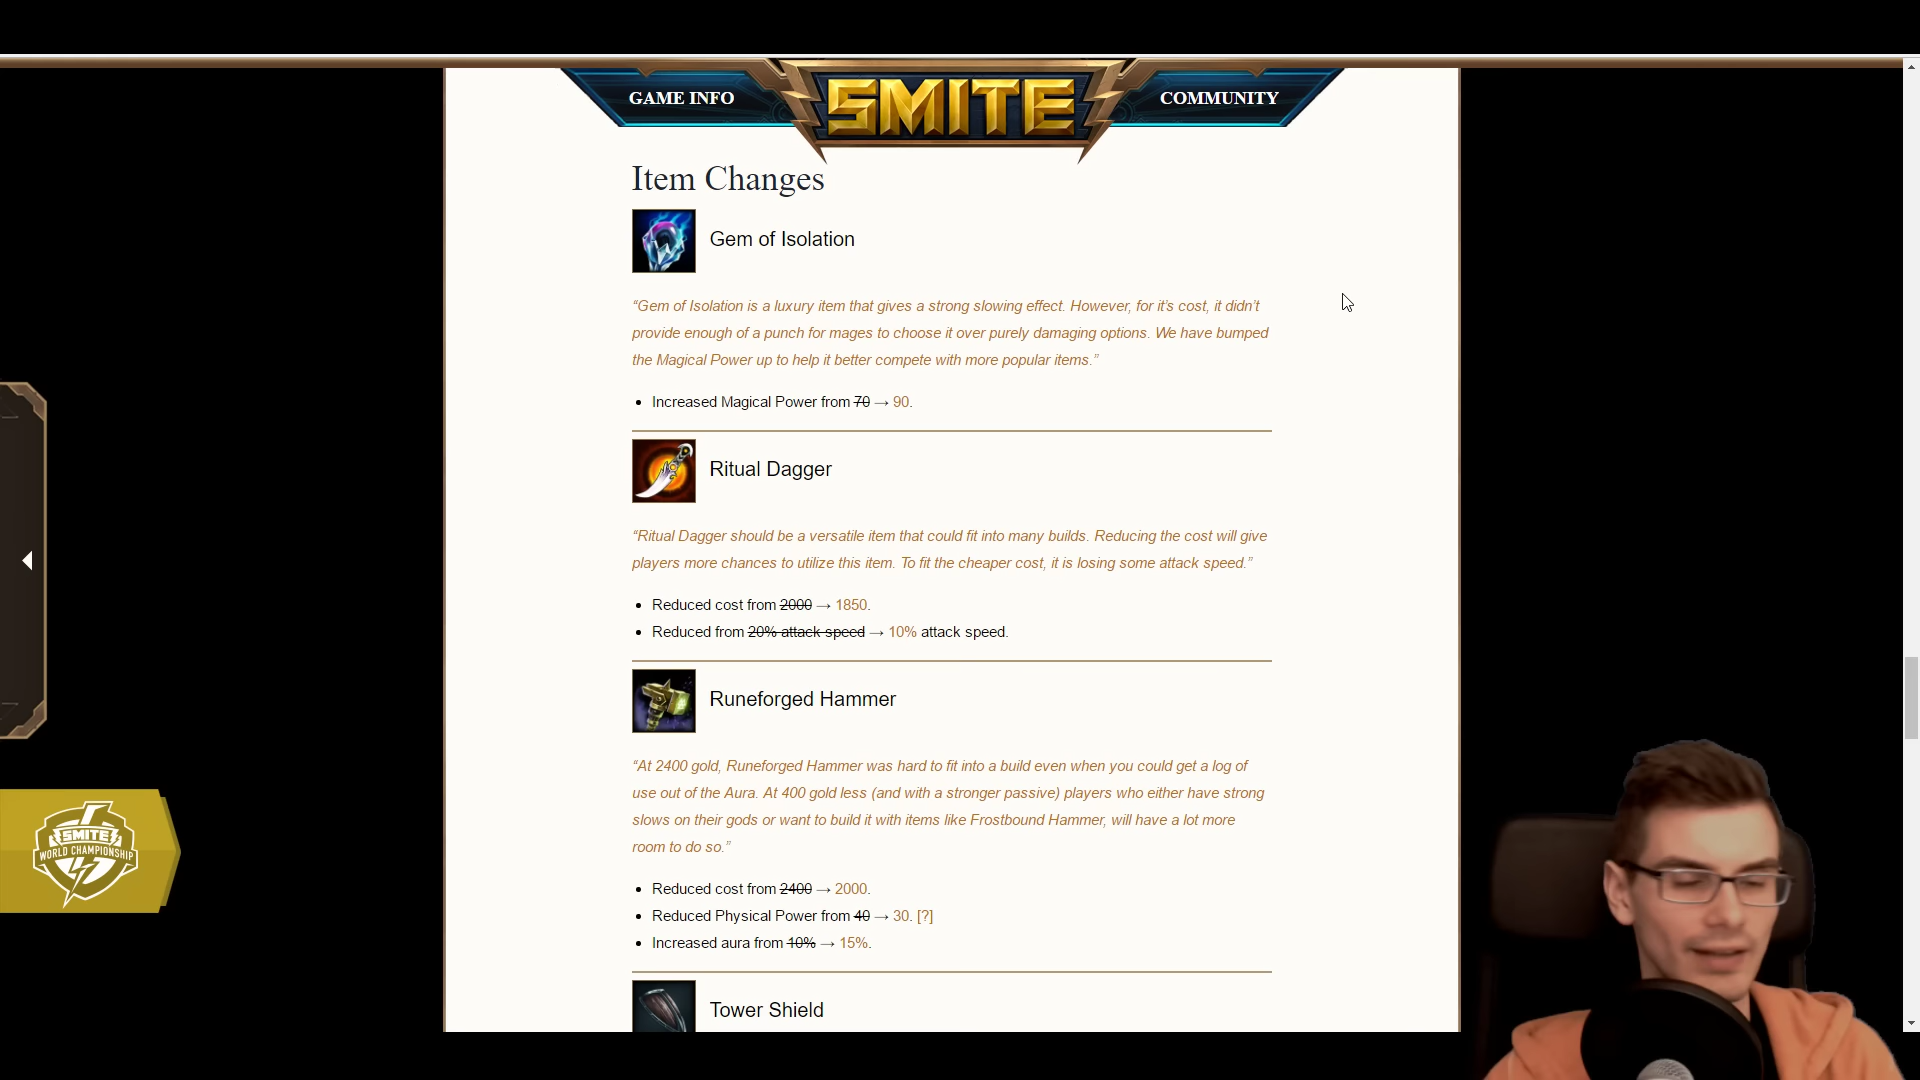 GAME INFO
SMITE
COMMUNITY
Item Changes
Gem of Isolation
“Gem of Isolation is a luxury item that gives a strong slowing effect. However, for it’s cost, it didn’t
provide enough of a punch for mages to choose it over purely damaging options. We have bumped
the Magical Power up to help it better compete with more popular items.”
• Increased Magical Power from 70 → 90.
Ritual Dagger
“Ritual Dagger should be a versatile item that could fit into many builds. Reducing the cost will give
players more chances to utilize this item. To fit the cheaper cost, it is losing some attack speed.”
• Reduced cost from 2000 → 1850.
• Reduced from 20% attack speed → 10% attack speed.
Runeforged Hammer
“At 2400 gold, Runeforged Hammer was hard to fit into a build even when you could get a log of
use out of the Aura. At 400 gold less (and with a stronger passive) players who either have strong
slows on their gods or want to build it with items like Frostbound Hammer, will have a lot more
room to do so.”
• Reduced cost from 2400 → 2000.
• Reduced Physical Power from 40 → 30. [?]
• Increased aura from 10% → 15%.
Tower Shield
SMITE
WORLD CHAMPIONSHIP